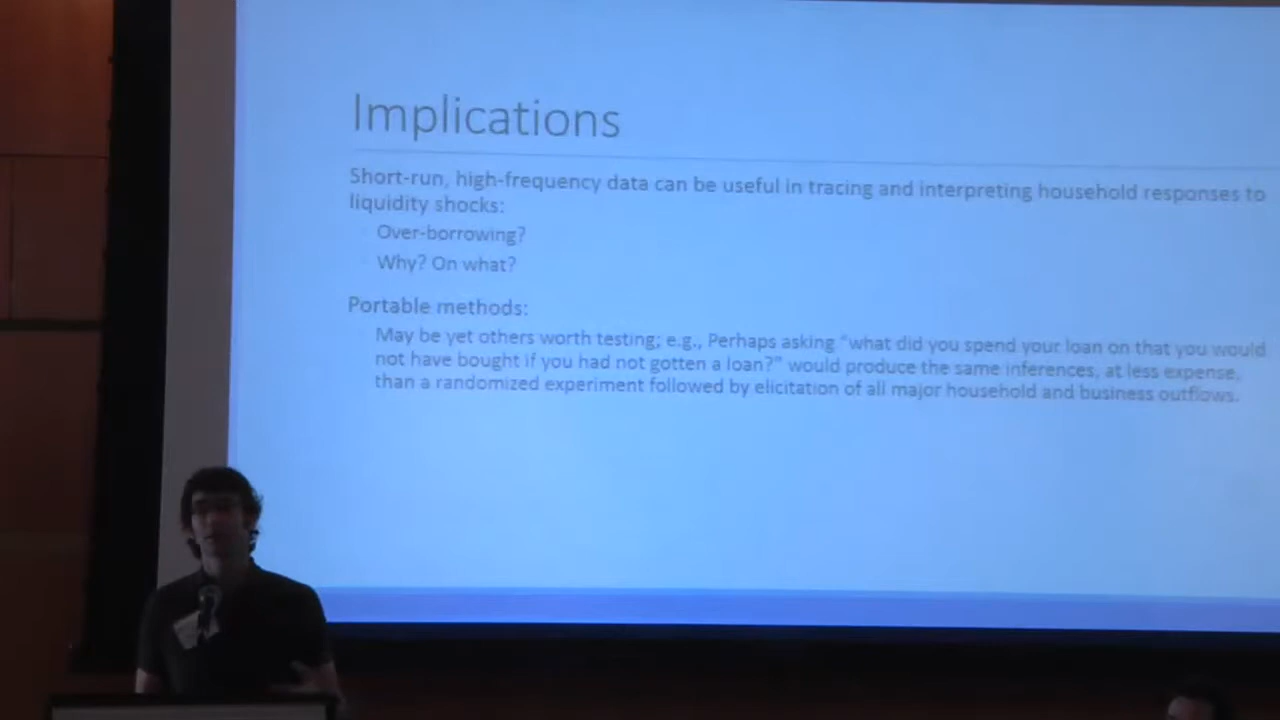 Implications
Short-run, high-frequency data can be useful in tracing and interpreting household responses to
liquidity shocks:
Over-borrowing?
Why? On what?
Portable methods:
May be yet others worth testing; e.g., Perhaps asking "what did you spend your loan on that you would
not have bought if you had not gotten a loan?" would produce the same inferences, at less expense,
than a randomized experiment followed by elicitation of all major household and business outflows.